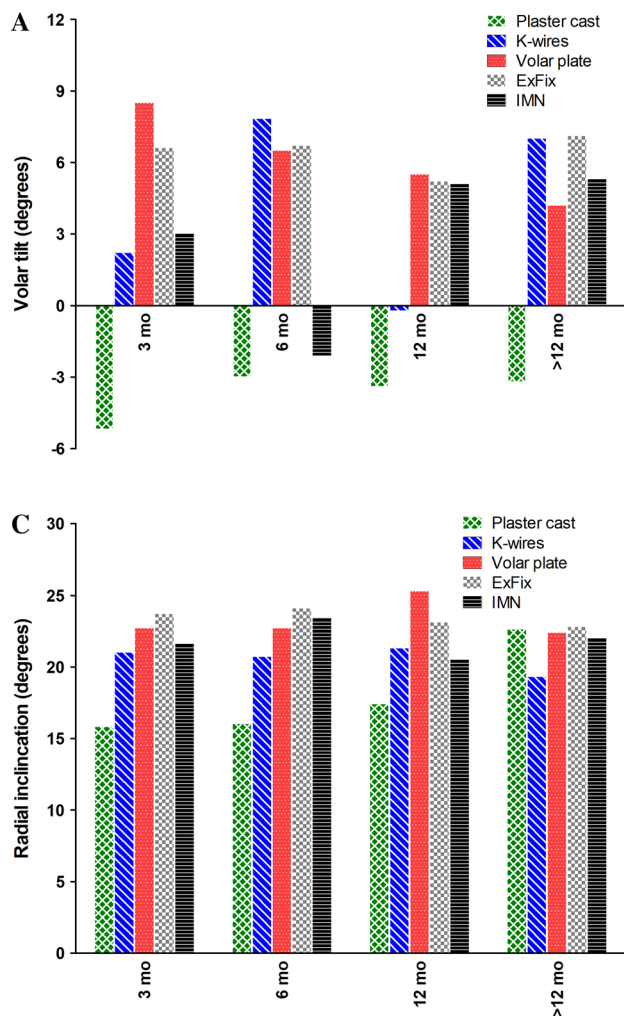 A
Plaster cast
K-wires
Volar plate
ExFix
IMN
Volar tilt (degrees)
12
9
6
3
0
-3
-6
3 mo
6 mo
12 mo
>12 mo
C
Plaster cast
K-wires
Volar plate
ExFix
IMN
Radial inclincation (degrees)
30
25
20
15
10
5
0
3 mo
6 mo
12 mo
>12 mo